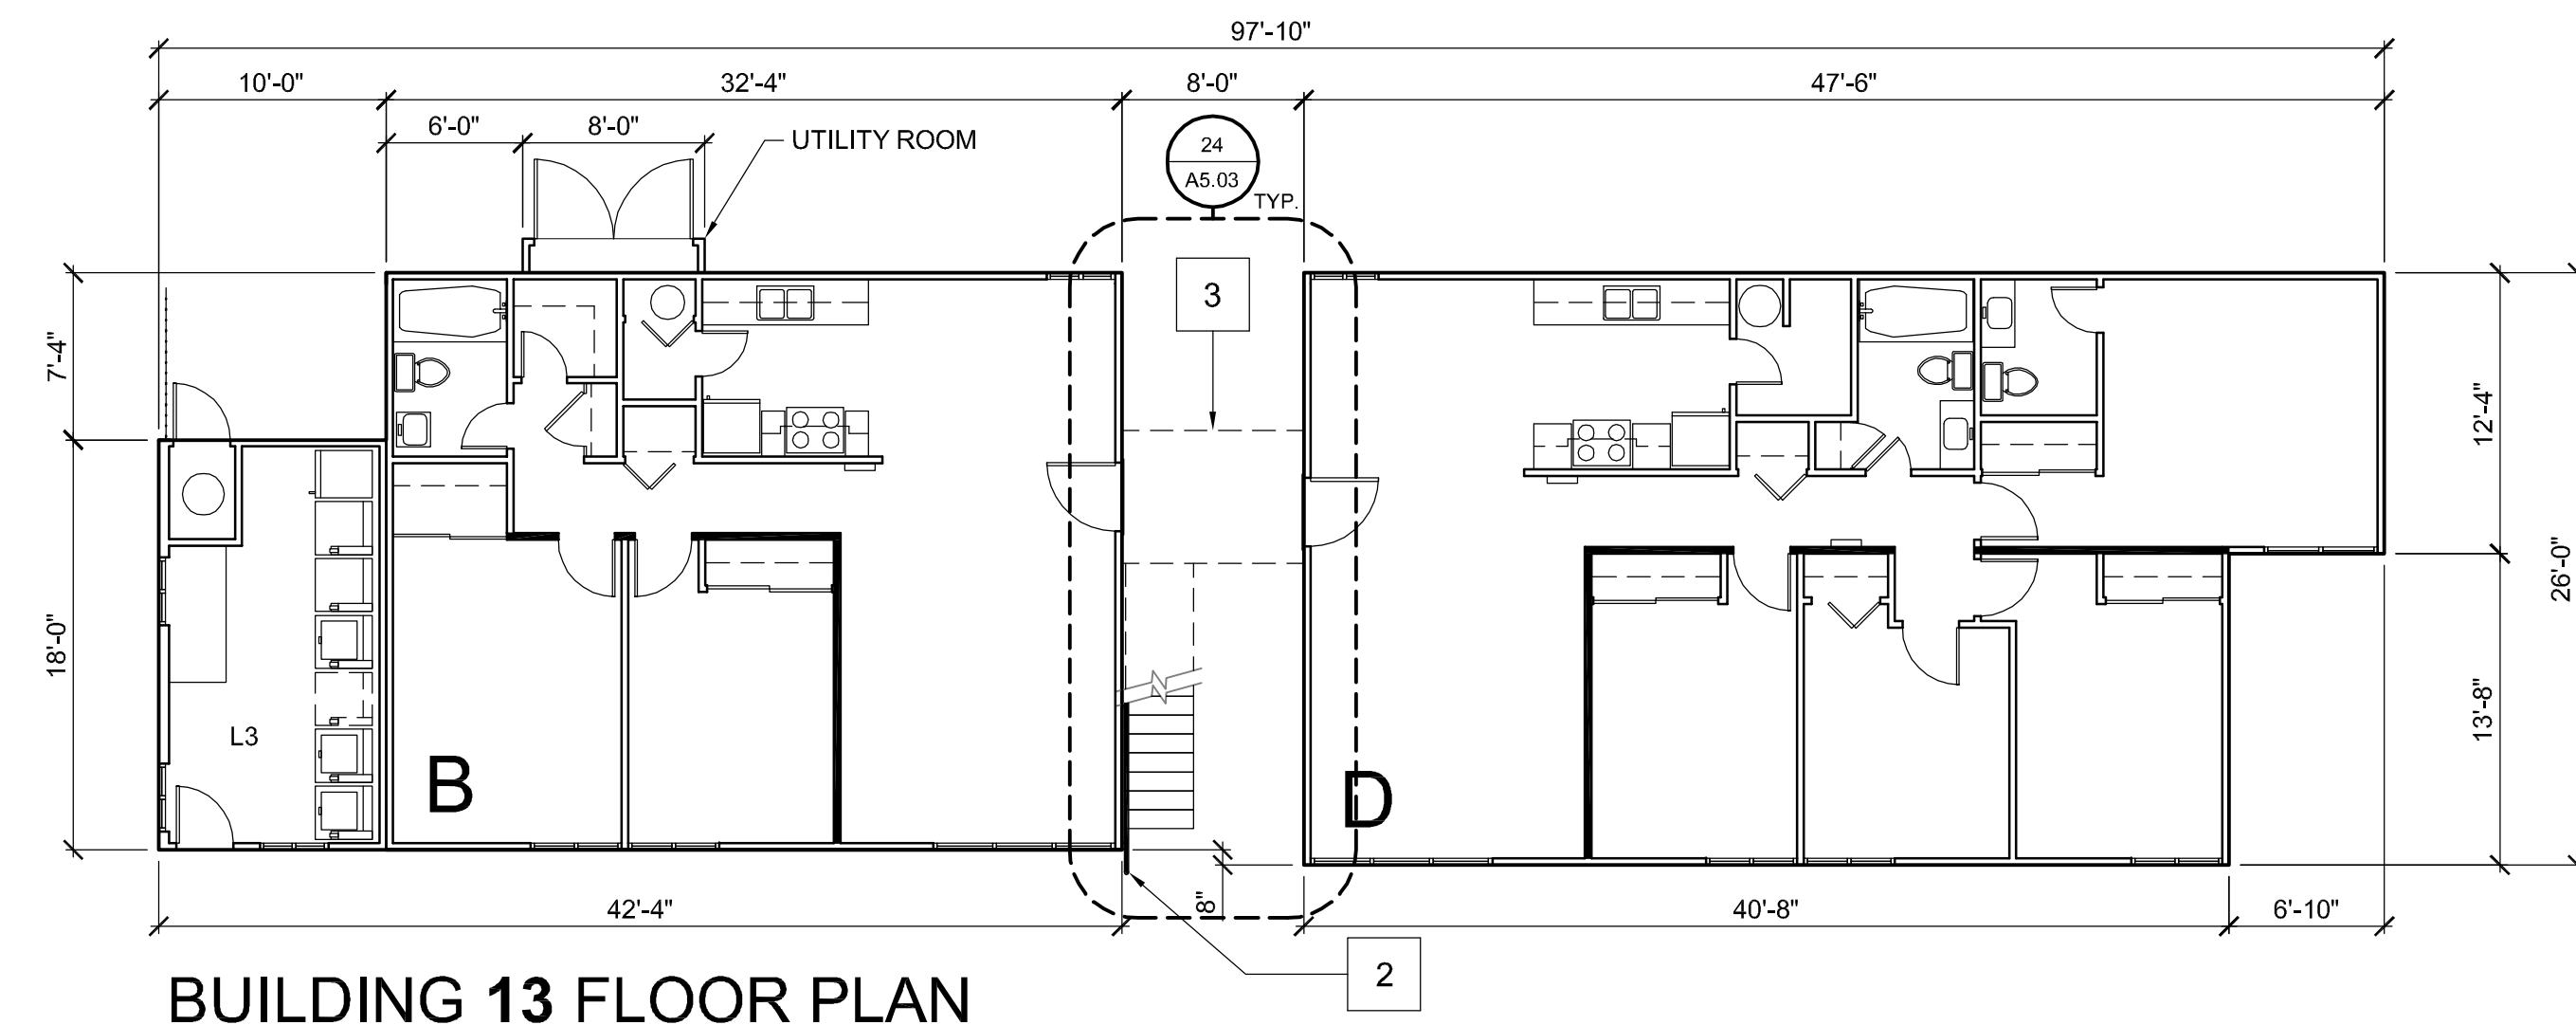 97'-10"
10'-0"
32'-4"
8'-0"
47'-6"
6'-0"
8'-0"
UTILITY ROOM
24
A5.03
TYP.
3
7'-4"
18'-0"
12'-4"
13'-8"
26'-0"
L3
B
D
8"
42'-4"
40'-8"
6'-10"
2
BUILDING 13 FLOOR PLAN